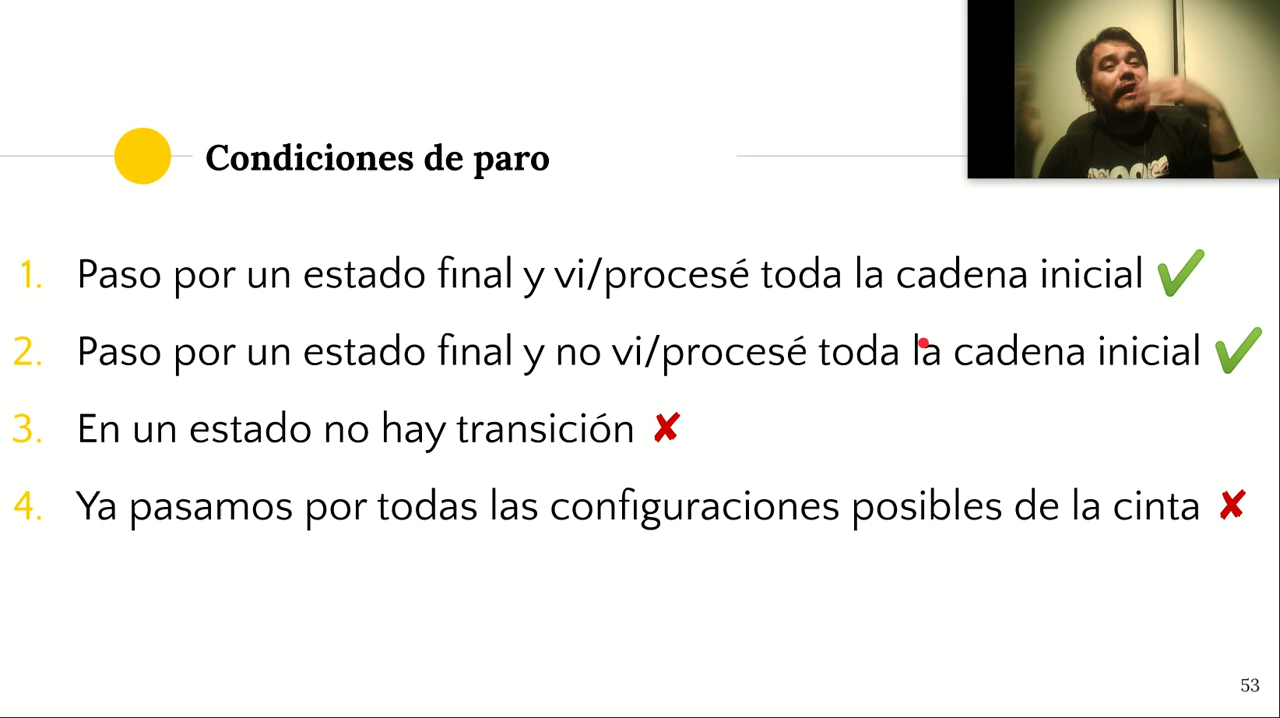 Condiciones de paro
1. Paso por un estado final y vi/procesé toda la cadena inicial ✔
2. Paso por un estado final y no vi/procesé toda la cadena inicial ✔
3. En un estado no hay transición ✘
4. Ya pasamos por todas las configuraciones posibles de la cinta ✘
53